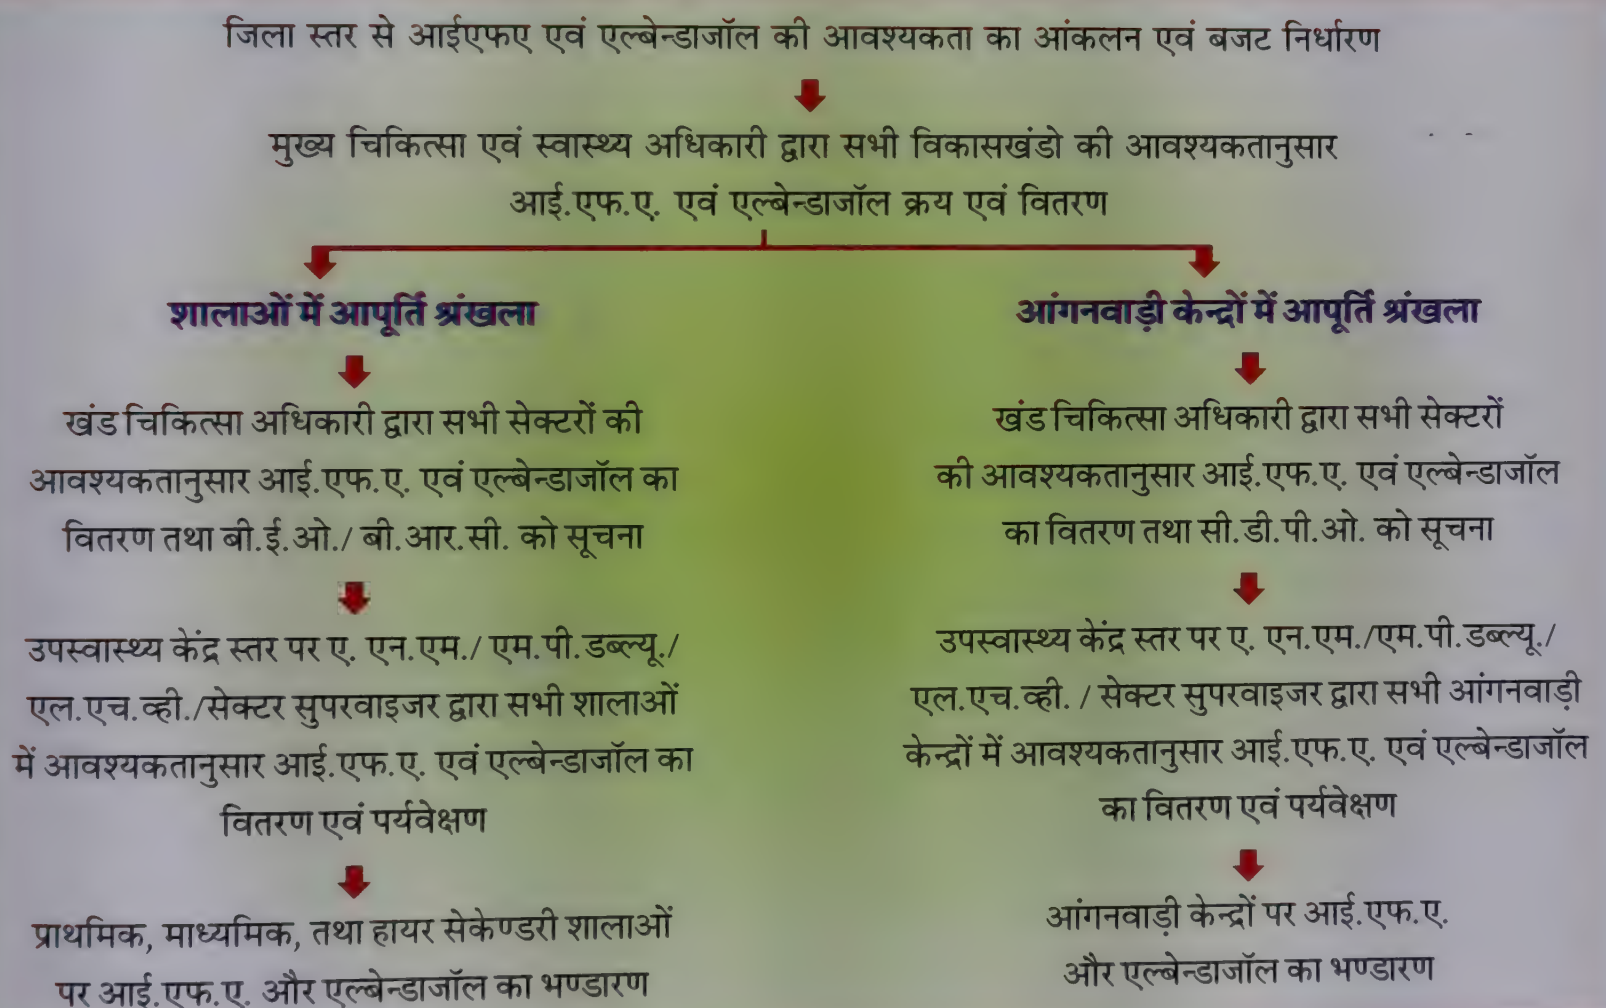 जिला स्तर से आईएफए एवं एल्बेन्डाजॉल की आवश्यकता का आंकलन एवं बजट निर्धारण
मुख्य चिकित्सा एवं स्वास्थ्य अधिकारी द्वारा सभी विकासखंडो की आवश्यकतानुसार
आई.एफ.ए. एवं एल्बेन्डाजॉल क्रय एवं वितरण
शालाओं में आपूर्ति श्रंखला
खंड चिकित्सा अधिकारी द्वारा सभी सेक्टरों की
आवश्यकतानुसार आई.एफ.ए. एवं एल्बेन्डाजॉल का
वितरण तथा बी.ई.ओ./ बी.आर.सी. को सूचना
उपस्वास्थ्य केंद्र स्तर पर ए. एन.एम./ एम.पी.डब्ल्यू./
एल.एच.व्ही./सेक्टर सुपरवाइजर द्वारा सभी शालाओं
में आवश्यकतानुसार आई.एफ.ए. एवं एल्बेन्डाजॉल का
वितरण एवं पर्यवेक्षण
प्राथमिक, माध्यमिक, तथा हायर सेकेण्डरी शालाओं
पर आई.एफ.ए. और एल्बेन्डाजॉल का भण्डारण
आंगनवाड़ी केन्द्रों में आपूर्ति श्रंखला
खंड चिकित्सा अधिकारी द्वारा सभी सेक्टरों
की आवश्यकतानुसार आई.एफ.ए. एवं एल्बेन्डाजॉल
का वितरण तथा सी.डी.पी.ओ. को सूचना
उपस्वास्थ्य केंद्र स्तर पर ए. एन.एम./एम.पी.डब्ल्यू./
एल.एच.व्ही. / सेक्टर सुपरवाइजर द्वारा सभी आंगनवाड़ी
केन्द्रों में आवश्यकतानुसार आई.एफ.ए. एवं एल्बेन्डाजॉल
का वितरण एवं पर्यवेक्षण
आंगनवाड़ी केन्द्रों पर आई.एफ.ए.
और एल्बेन्डाजॉल का भण्डारण